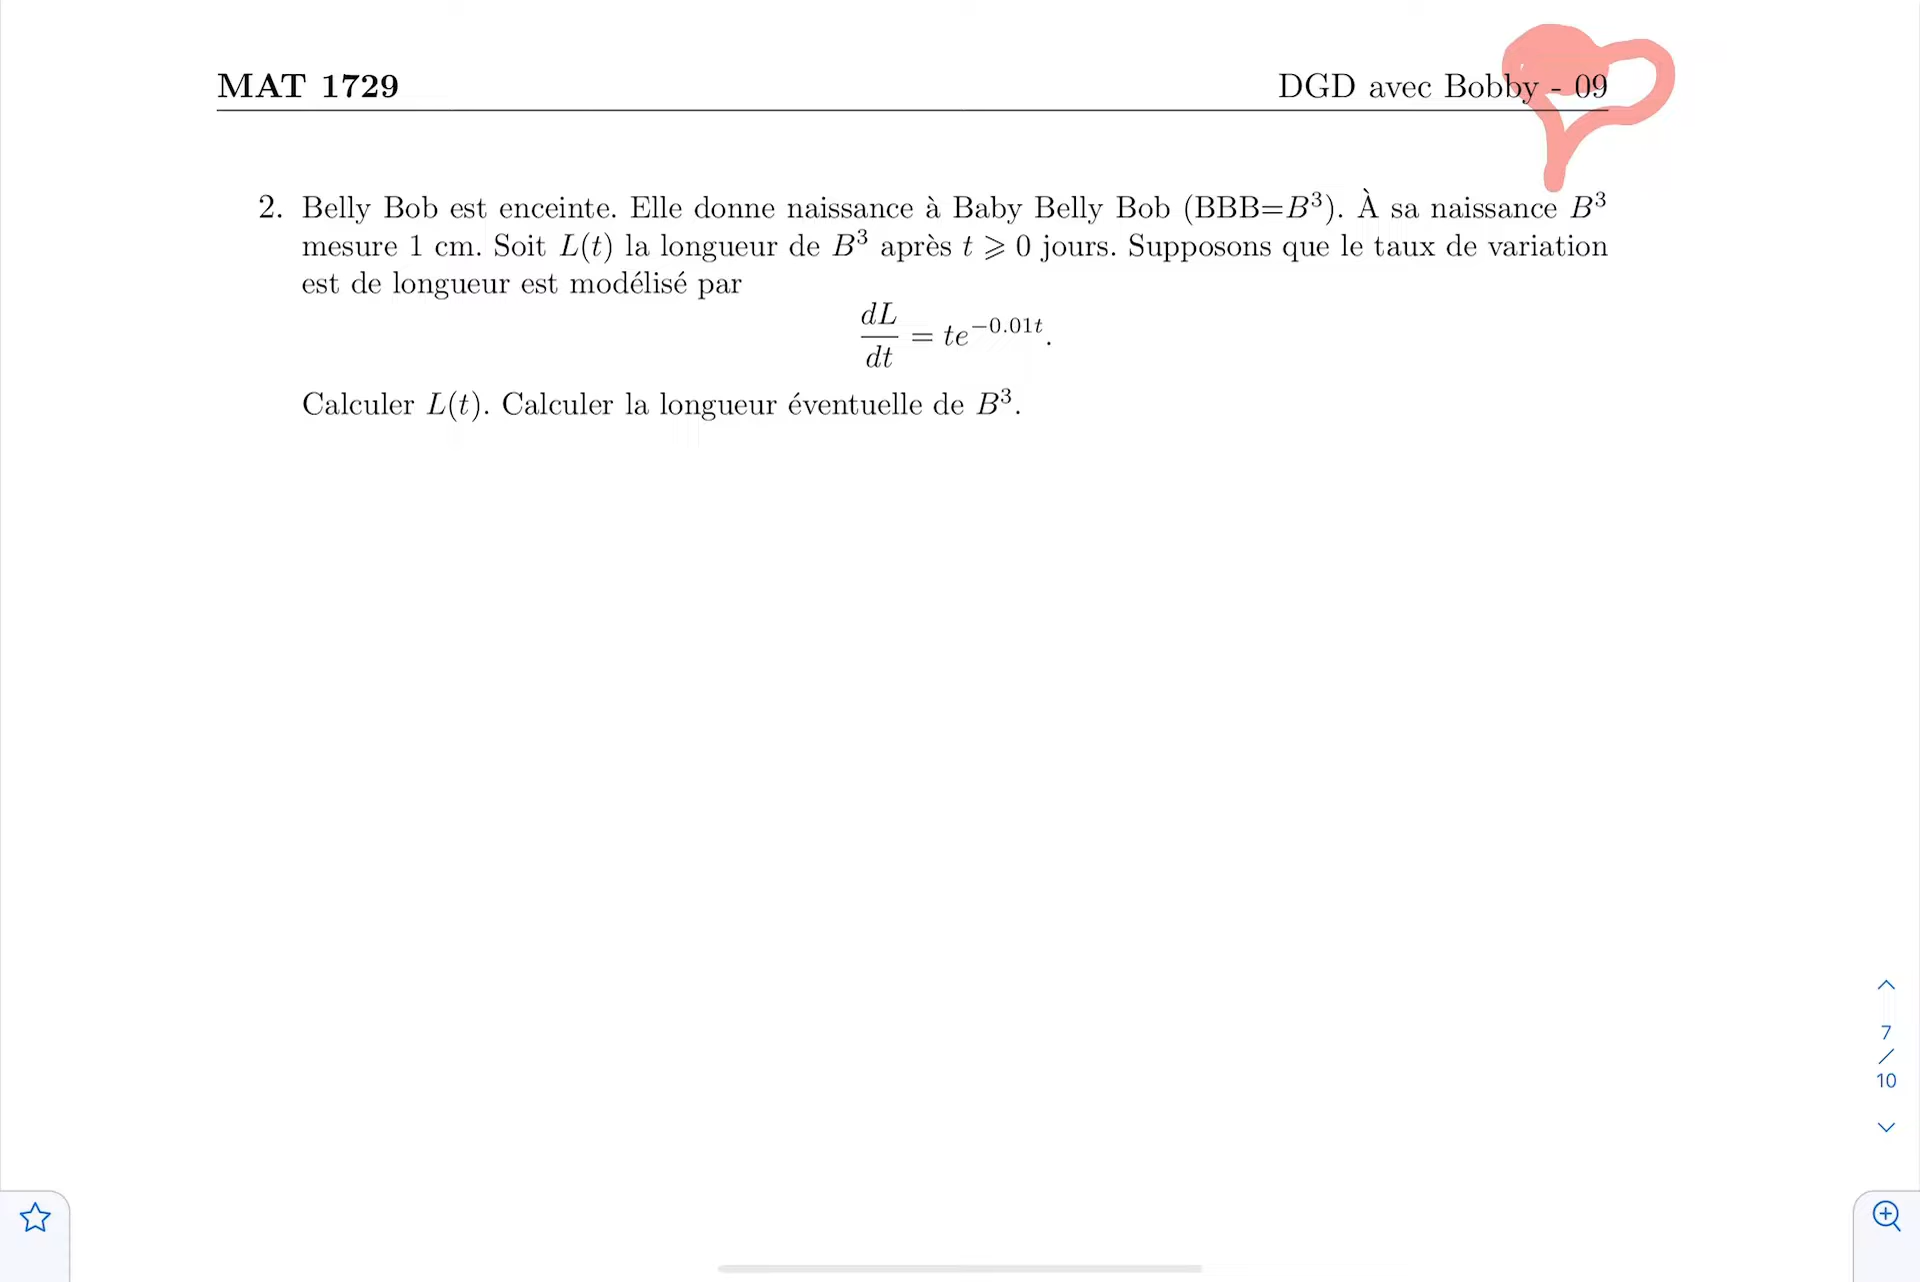 MAT 1729
DGD avec Bobby - 09
2. Belly Bob est enceinte. Elle donne naissance à Baby Belly Bob (BBB=B³). À sa naissance B³
mesure 1 cm. Soit L(t) la longueur de B³ après t ⩾ 0 jours. Supposons que le taux de variation
est de longueur est modélisé par
dL/dt = te^{-0.01t}.
Calculer L(t). Calculer la longueur éventuelle de B³.
7
/
10